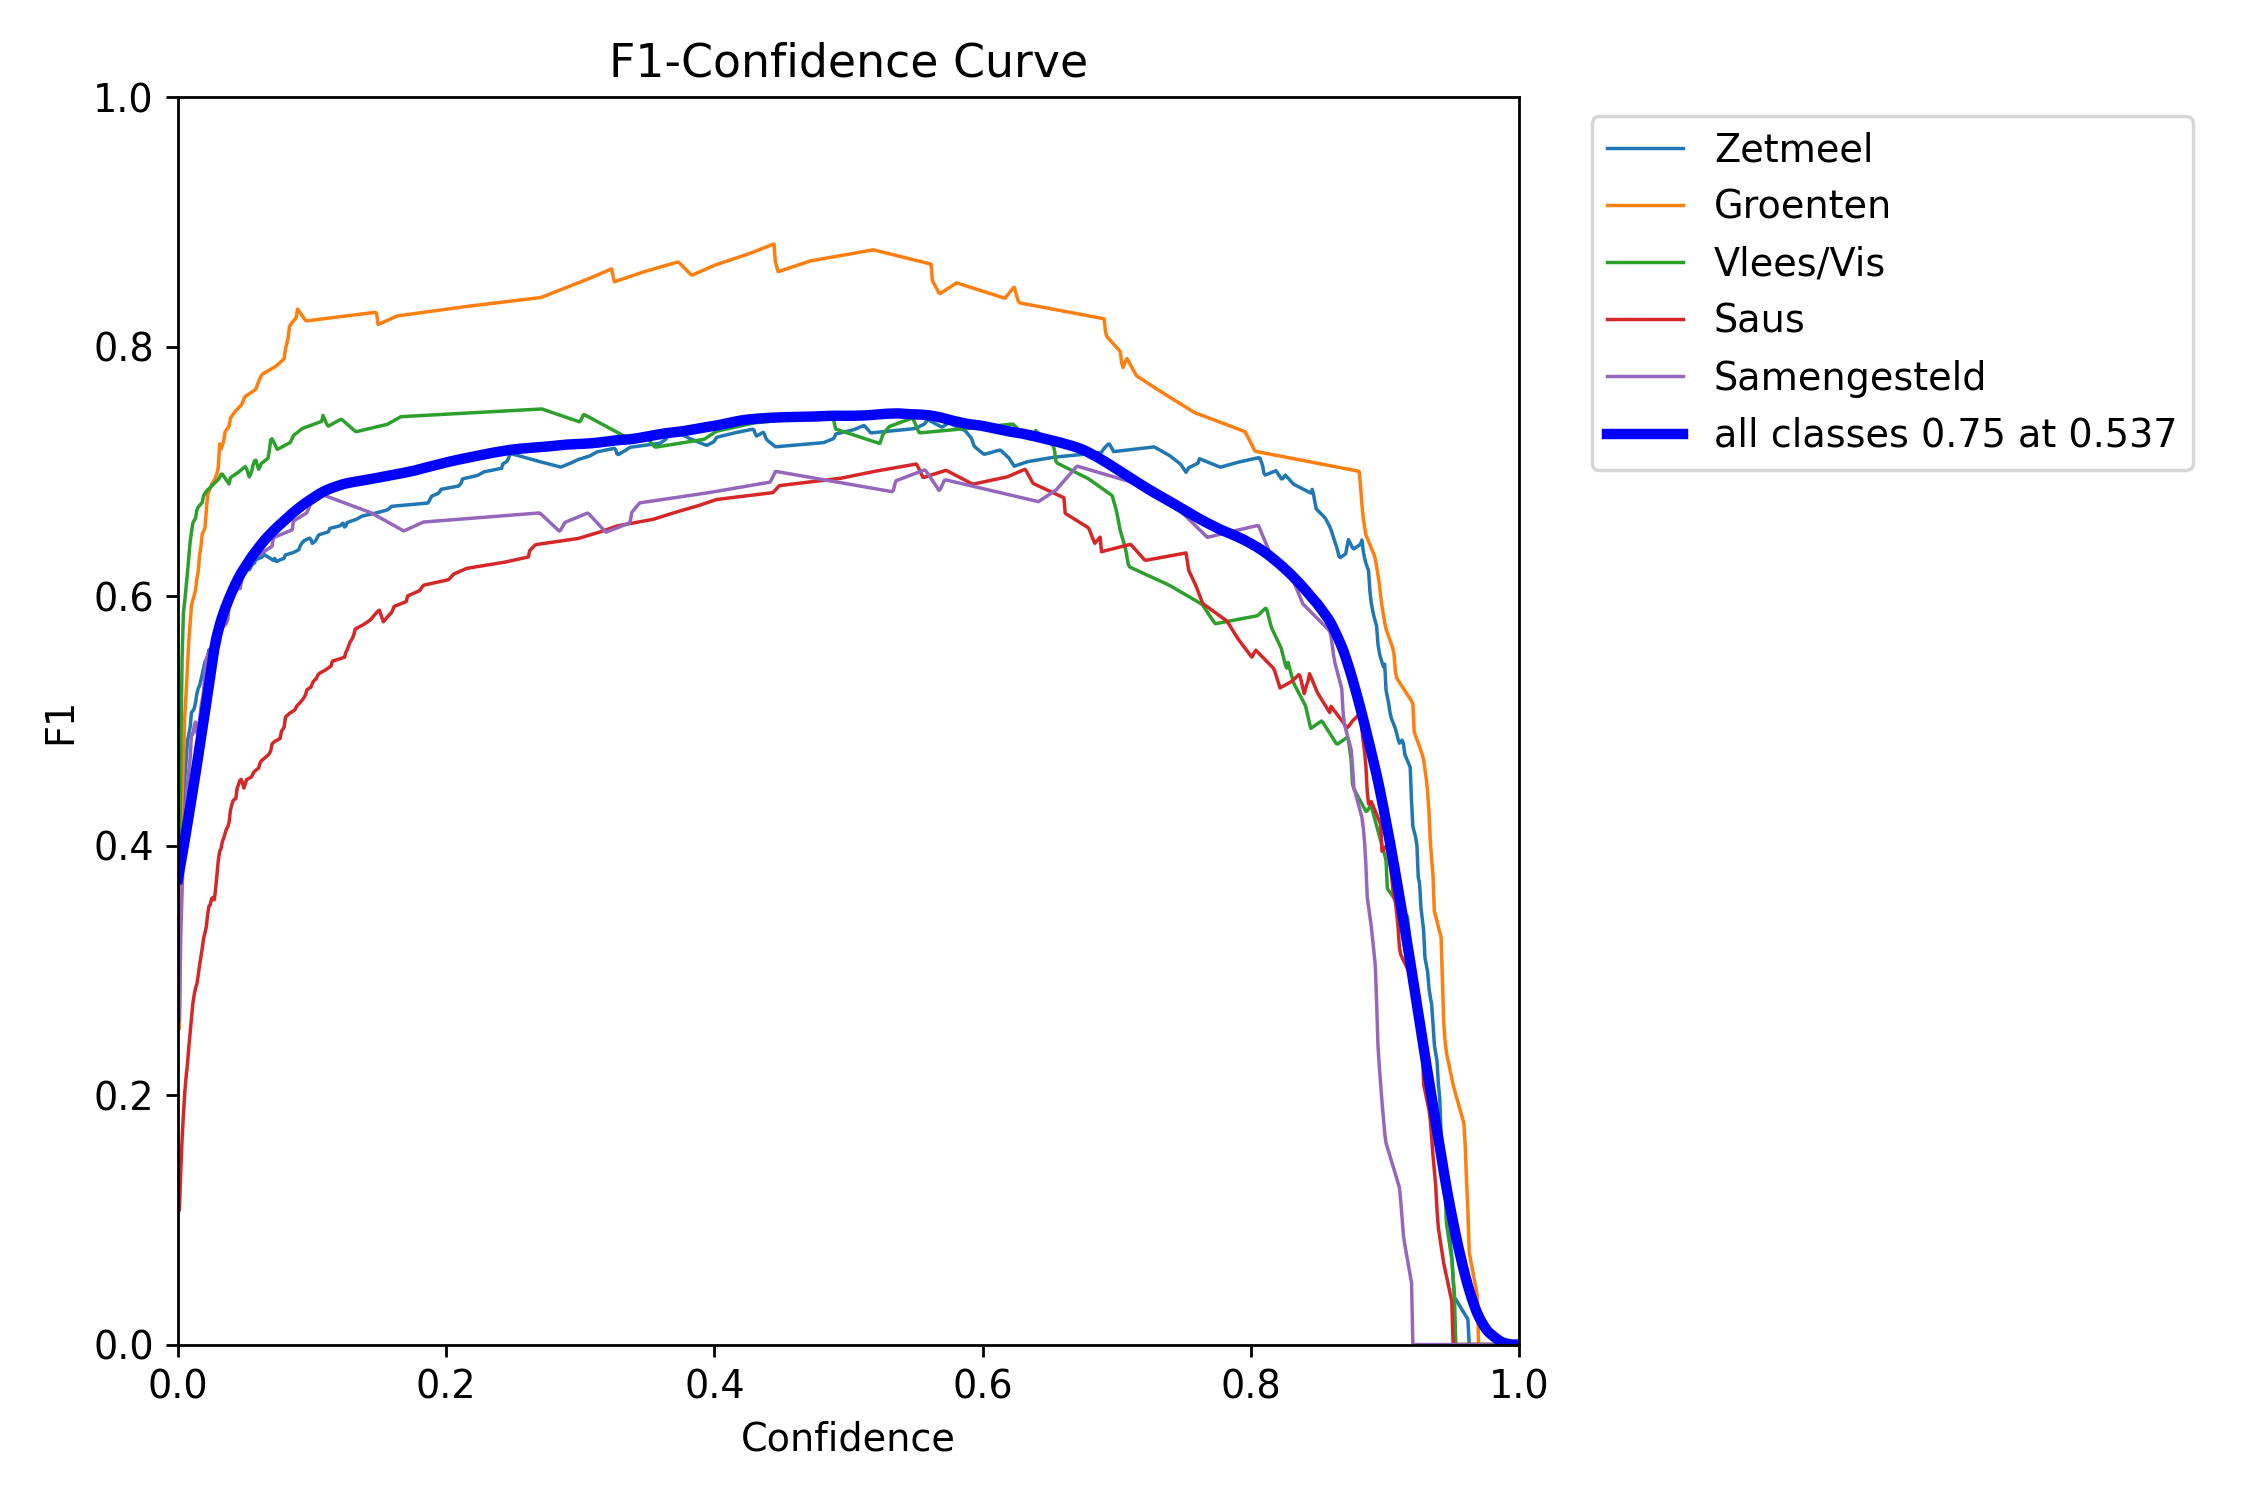 F1-Confidence Curve
1.0
0.8
0.6
0.4
0.2
0.0
F1
0.0 0.2 0.4 0.6 0.8 1.0
Confidence
Zetmeel
Groenten
Vlees/Vis
Saus
Samengesteld
all classes 0.75 at 0.537